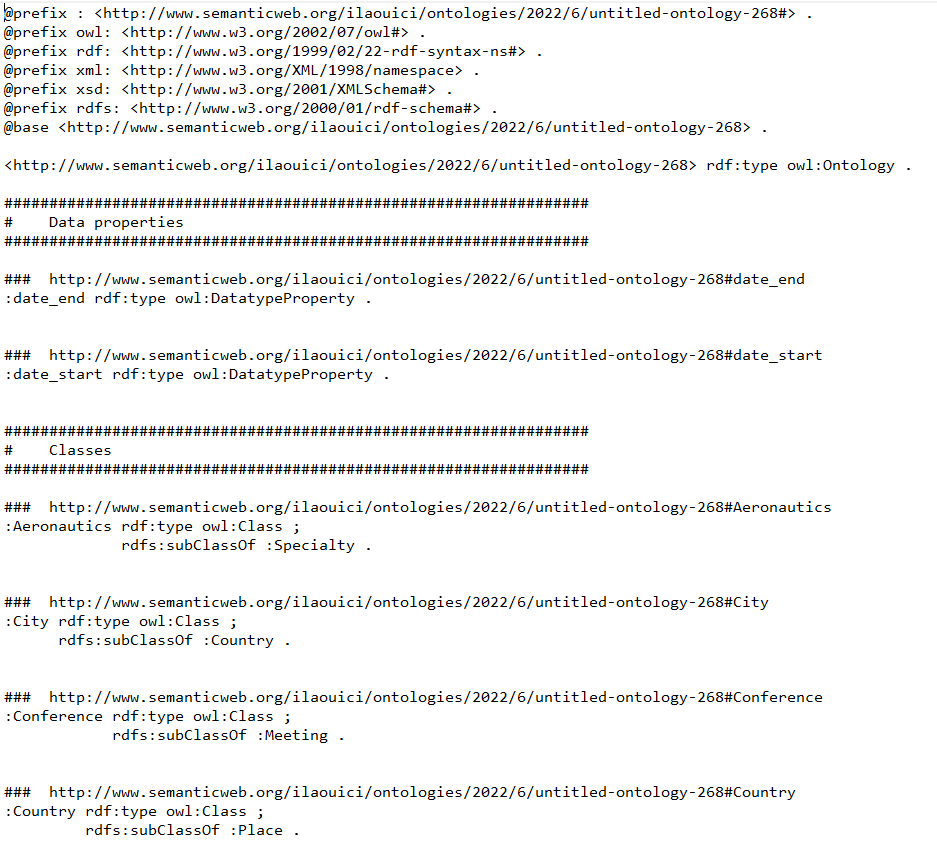 @prefix : <http://www.semanticweb.org/ilaouici/ontologies/2022/6/untitled-ontology-268#> .
@prefix owl: <http://www.w3.org/2002/07/owl#> .
@prefix rdf: <http://www.w3.org/1999/02/22-rdf-syntax-ns#> .
@prefix xml: <http://www.w3.org/XML/1998/namespace> .
@prefix xsd: <http://www.w3.org/2001/XMLSchema#> .
@prefix rdfs: <http://www.w3.org/2000/01/rdf-schema#> .
@base <http://www.semanticweb.org/ilaouici/ontologies/2022/6/untitled-ontology-268> .

<http://www.semanticweb.org/ilaouici/ontologies/2022/6/untitled-ontology-268> rdf:type owl:Ontology .

#################################################################
#    Data properties
#################################################################

###  http://www.semanticweb.org/ilaouici/ontologies/2022/6/untitled-ontology-268#date_end
:date_end rdf:type owl:DatatypeProperty .


###  http://www.semanticweb.org/ilaouici/ontologies/2022/6/untitled-ontology-268#date_start
:date_start rdf:type owl:DatatypeProperty .


#################################################################
#    Classes
#################################################################

###  http://www.semanticweb.org/ilaouici/ontologies/2022/6/untitled-ontology-268#Aeronautics
:Aeronautics rdf:type owl:Class ;
             rdfs:subClassOf :Specialty .


###  http://www.semanticweb.org/ilaouici/ontologies/2022/6/untitled-ontology-268#City
:City rdf:type owl:Class ;
      rdfs:subClassOf :Country .


###  http://www.semanticweb.org/ilaouici/ontologies/2022/6/untitled-ontology-268#Conference
:Conference rdf:type owl:Class ;
            rdfs:subClassOf :Meeting .


###  http://www.semanticweb.org/ilaouici/ontologies/2022/6/untitled-ontology-268#Country
:Country rdf:type owl:Class ;
         rdfs:subClassOf :Place .